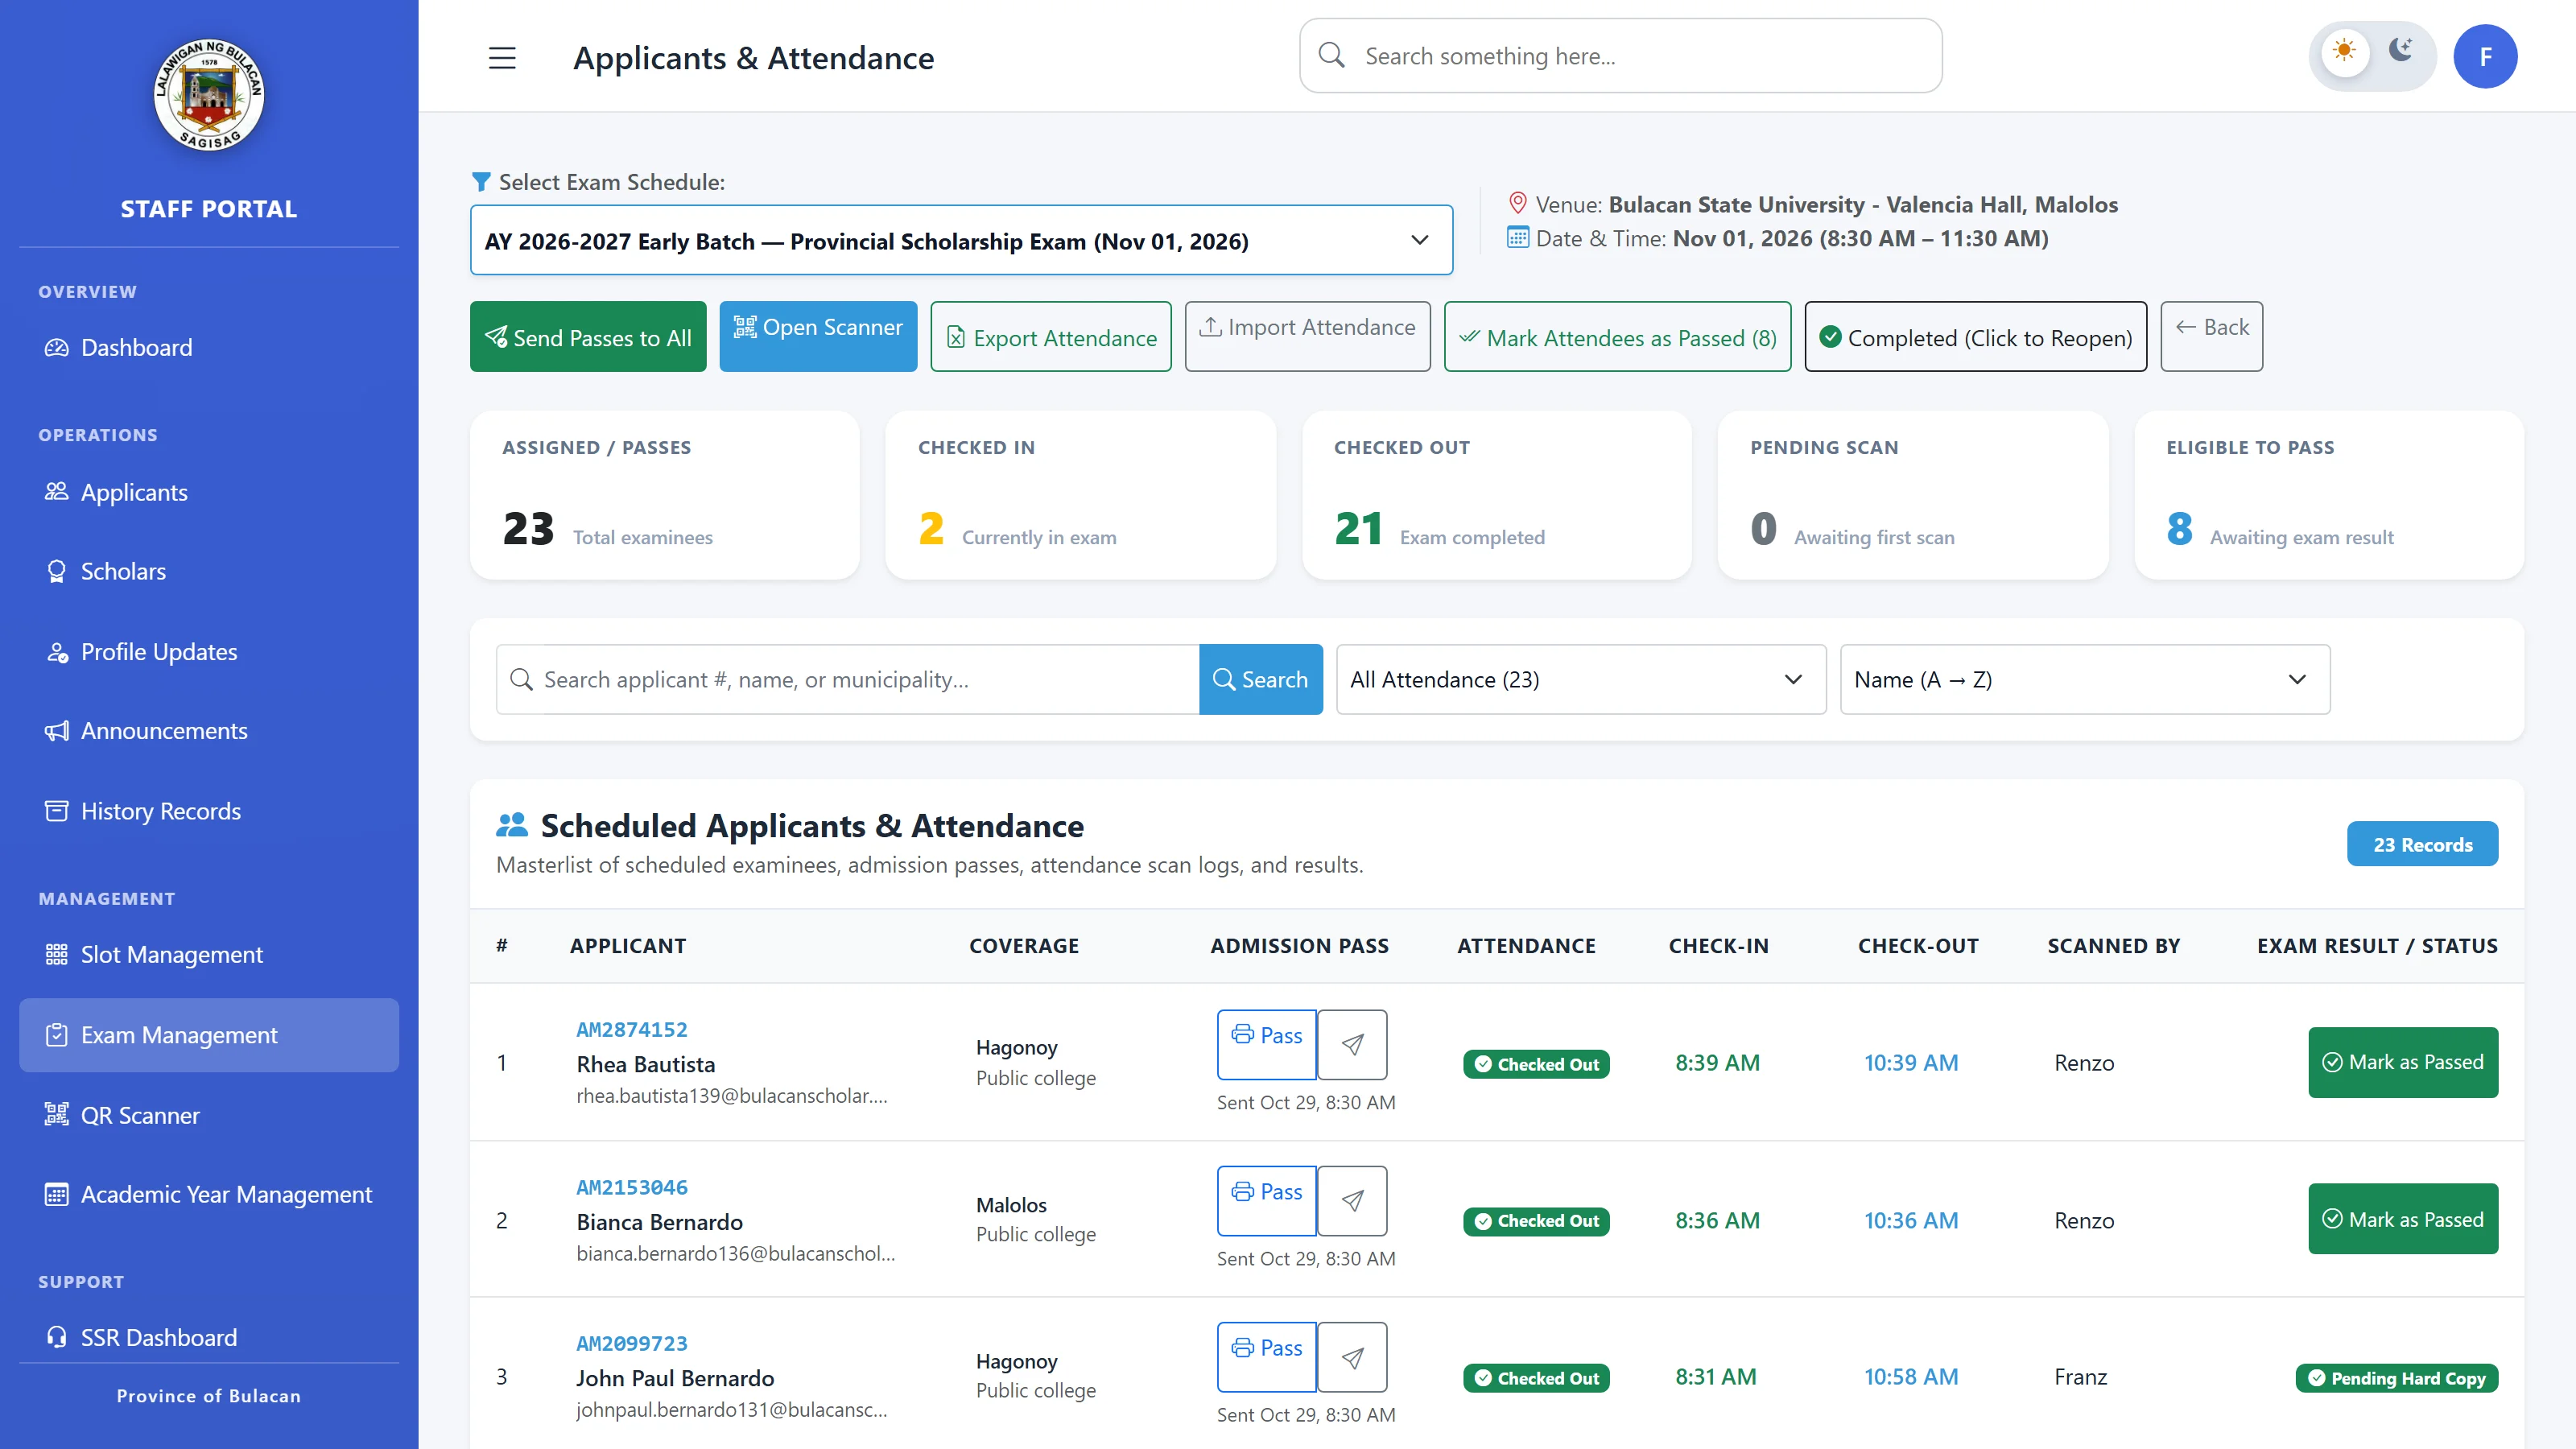 LALAWIGAN NG BULACAN
1578
SAGISAG
STAFF PORTAL
OVERVIEW
Dashboard
OPERATIONS
Applicants
Scholars
Profile Updates
Announcements
History Records
MANAGEMENT
Slot Management
Exam Management
QR Scanner
Academic Year Management
SUPPORT
SSR Dashboard
Province of Bulacan
Applicants & Attendance
Search something here...
F
Select Exam Schedule:
AY 2026-2027 Early Batch — Provincial Scholarship Exam (Nov 01, 2026)
Venue: Bulacan State University - Valencia Hall, Malolos
Date & Time: Nov 01, 2026 (8:30 AM – 11:30 AM)
Send Passes to All
Open Scanner
Export Attendance
Import Attendance
Mark Attendees as Passed (8)
Completed (Click to Reopen)
← Back
ASSIGNED / PASSES
23 Total examinees
CHECKED IN
2 Currently in exam
CHECKED OUT
21 Exam completed
PENDING SCAN
0 Awaiting first scan
ELIGIBLE TO PASS
8 Awaiting exam result
Search applicant #, name, or municipality...
Search
All Attendance (23)
Name (A → Z)
Scheduled Applicants & Attendance
Masterlist of scheduled examinees, admission passes, attendance scan logs, and results.
23 Records
# APPLICANT COVERAGE ADMISSION PASS ATTENDANCE CHECK-IN CHECK-OUT SCANNED BY EXAM RESULT / STATUS
1
AM2874152
Rhea Bautista
rhea.bautista139@bulacanscholar....
Hagonoy
Public college
Pass
Sent Oct 29, 8:30 AM
Checked Out
8:39 AM
10:39 AM
Renzo
Mark as Passed
2
AM2153046
Bianca Bernardo
bianca.bernardo136@bulacanschol...
Malolos
Public college
Pass
Sent Oct 29, 8:30 AM
Checked Out
8:36 AM
10:36 AM
Renzo
Mark as Passed
3
AM2099723
John Paul Bernardo
johnpaul.bernardo131@bulacansc...
Hagonoy
Public college
Pass
Sent Oct 29, 8:30 AM
Checked Out
8:31 AM
10:58 AM
Franz
Pending Hard Copy